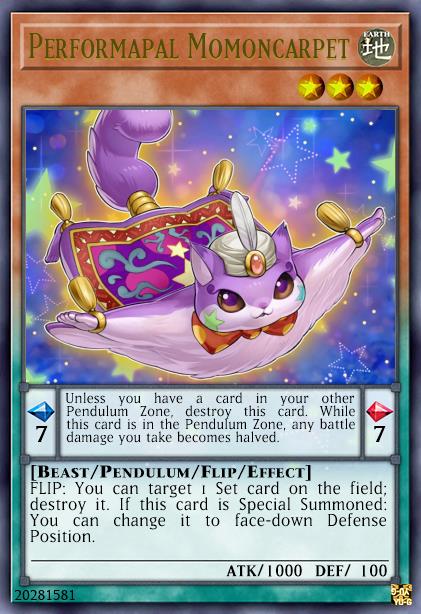 Performapal Momoncarpet
EARTH
地
Unless you have a card in your other
Pendulum Zone, destroy this card. While
this card is in the Pendulum Zone, any battle
damage you take becomes halved.
7
7
[Beast/Pendulum/Flip/Effect]
FLIP: You can target 1 Set card on the field;
destroy it. If this card is Special Summoned:
You can change it to face-down Defense
Position.
ATK/1000 DEF/ 100
20281581